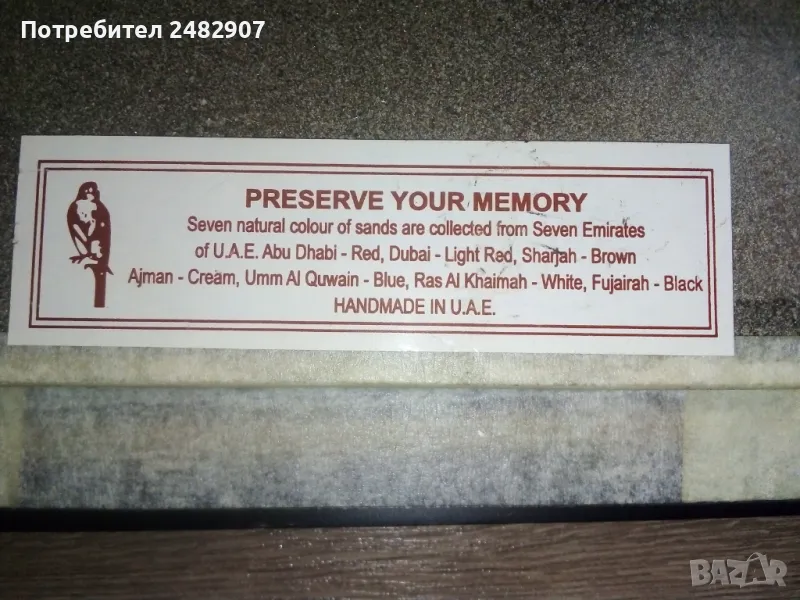 Потребител 2482907
PRESERVE YOUR MEMORY
Seven natural colour of sands are collected from Seven Emirates
of U.A.E. Abu Dhabi - Red, Dubai - Light Red, Sharjah - Brown
Ajman - Cream, Umm Al Quwain - Blue, Ras Al Khaimah - White, Fujairah - Black
HANDMADE IN U.A.E.
BAZAR